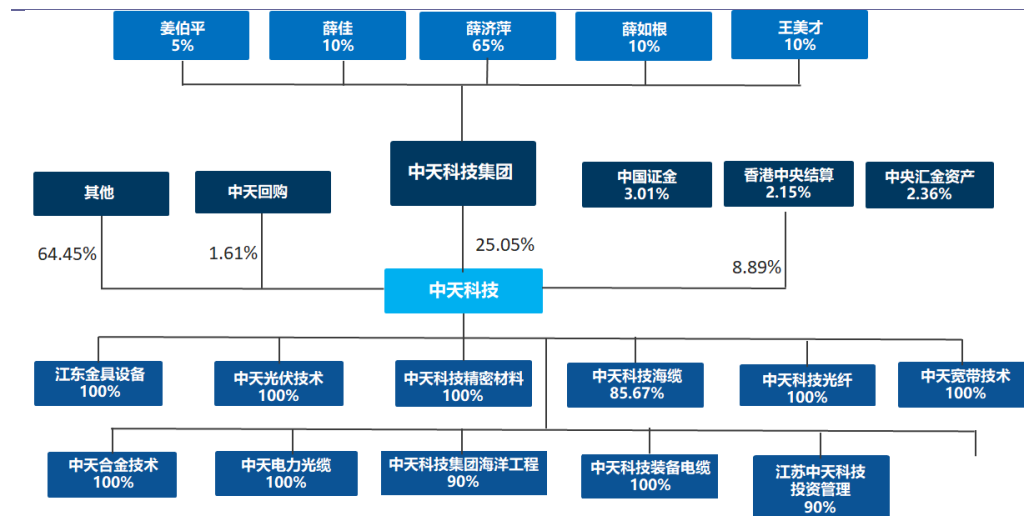 姜伯平
5%
薛佳
10%
薛济萍
65%
薛如根
10%
王美才
10%
中天科技集团
其他
中天回购
中国证金
3.01%
香港中央结算
2.15%
中央汇金资产
2.36%
64.45%
1.61%
25.05%
8.89%
中天科技
江东金具设备
100%
中天光伏技术
100%
中天科技精密材料
100%
中天科技海缆
85.67%
中天科技光纤
100%
中天宽带技术
100%
中天合金技术
100%
中天电力光缆
100%
中天科技集团海洋工程
90%
中天科技装备电缆
100%
江苏中天科技
投资管理
90%